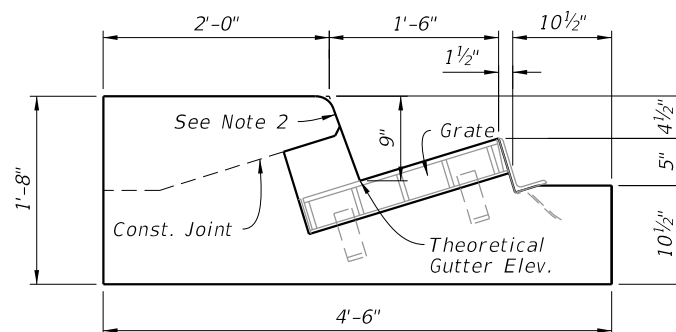 2'-0"
1'-6"
10½"
1½"
See Note 2
9"
Grate
4½"
5"
1'-8"
Const. Joint
Theoretical
Gutter Elev.
10½"
4'-6"